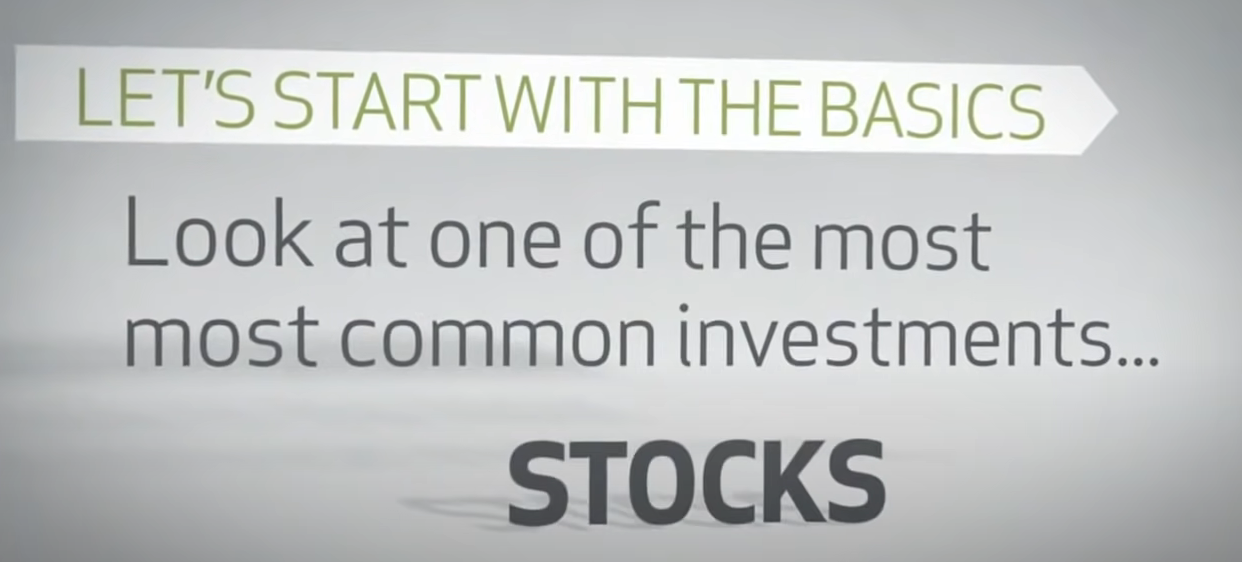 LET'S START WITH THE BASICS
Look at one of the most
most common investments...
STOCKS